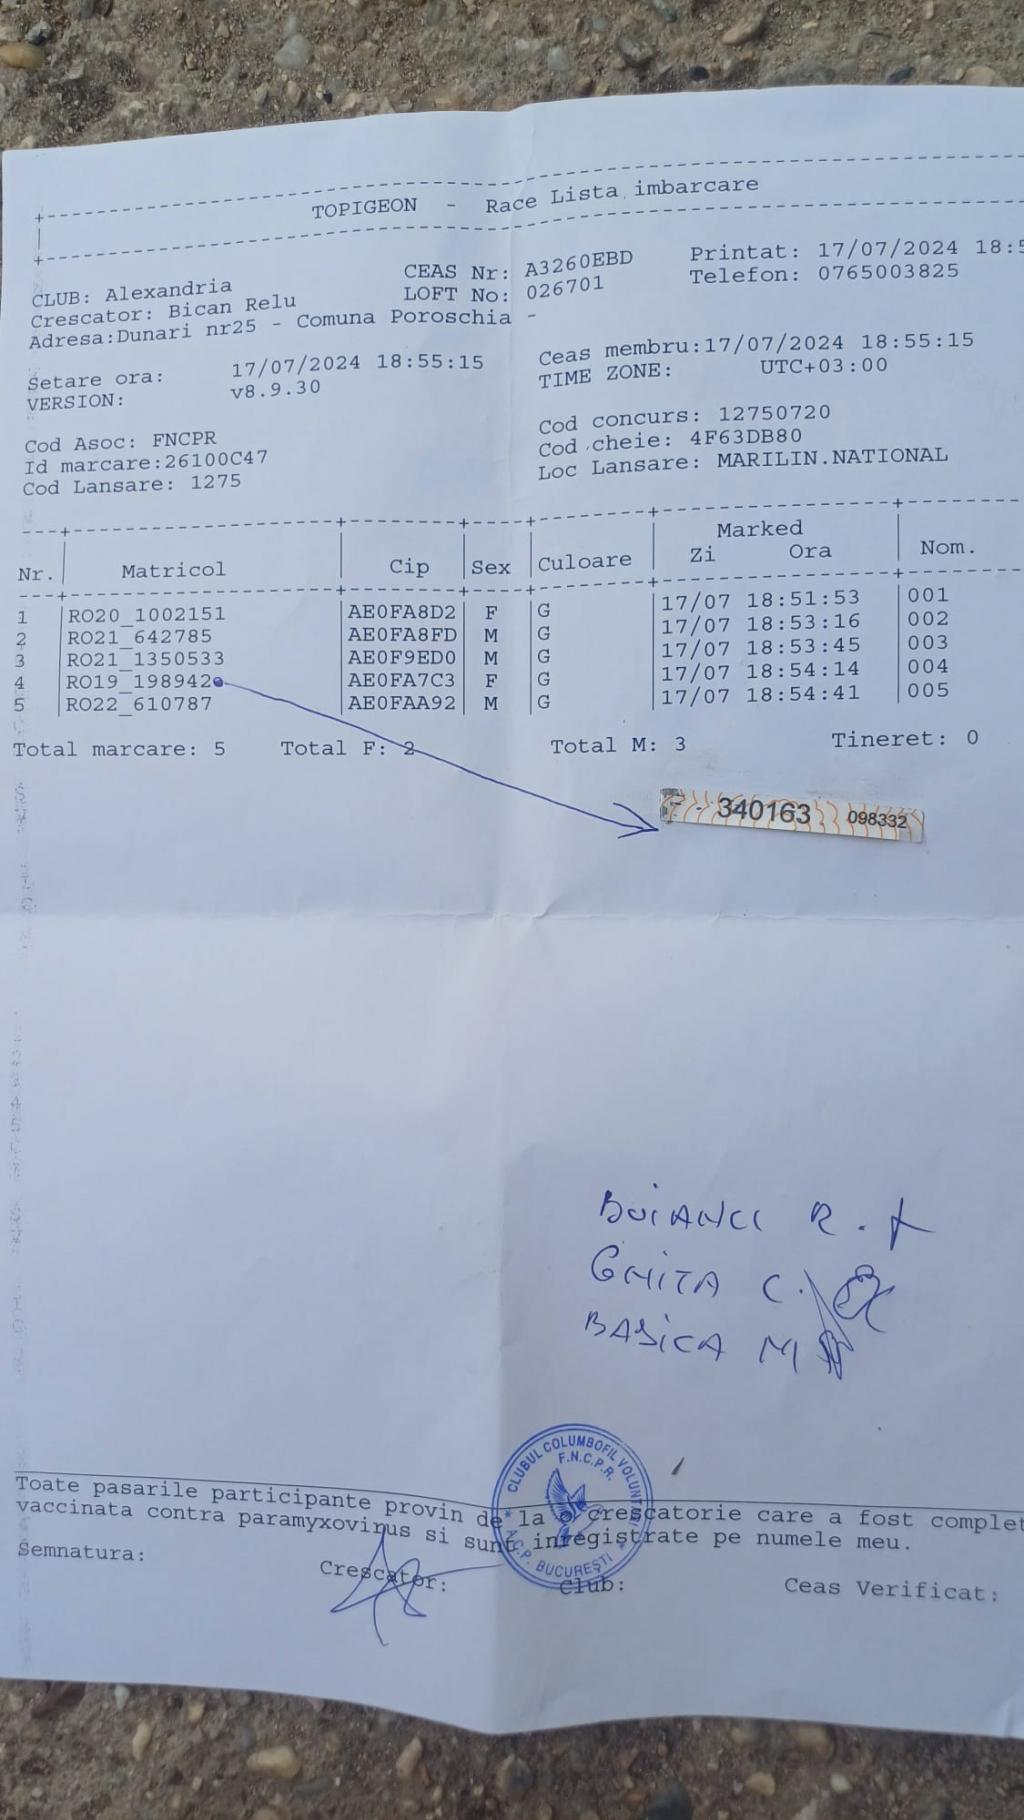 TOPIGEON - Race Lista imbarcare
CEAS Nr: A3260EBD Printat: 17/07/2024 18:5
CLUB: Alexandria LOFT No: 026701 Telefon: 0765003825
Crescator: Bican Relu
Adresa:Dunari nr25 - Comuna Poroschia -
Setare ora: 17/07/2024 18:55:15 Ceas membru:17/07/2024 18:55:15
VERSION: v8.9.30 TIME ZONE: UTC+03:00
Cod Asoc: FNCPR Cod concurs: 12750720
Id marcare:26100C47 Cod cheie: 4F63DB80
Cod Lansare: 1275 Loc Lansare: MARILIN.NATIONAL
Marked
Nr. Matricol Cip Sex Culoare Zi Ora Nom.
1 RO20_1002151 AE0FA8D2 F G 17/07 18:51:53 001
2 RO21_642785 AE0FA8FD M G 17/07 18:53:16 002
3 RO21_1350533 AE0F9ED0 M G 17/07 18:53:45 003
4 RO19_198942 AE0FA7C3 F G 17/07 18:54:14 004
5 RO22_610787 AE0FAA92 M G 17/07 18:54:41 005
Total marcare: 5 Total F: 2 Total M: 3 Tineret: 0
340163 098332
BOIANCI R.
GHITA C.
BASICA M
CLUBUL COLUMBOFIL VOLUNTARI
F.N.C.P.R.
A.C.P. BUCUREȘTI
Toate pasarile participante provin de la o crescatorie care a fost complet
vaccinata contra paramyxovirus si sunt inregistrate pe numele meu.
Semnatura: Crescator: Club: Ceas Verificat: